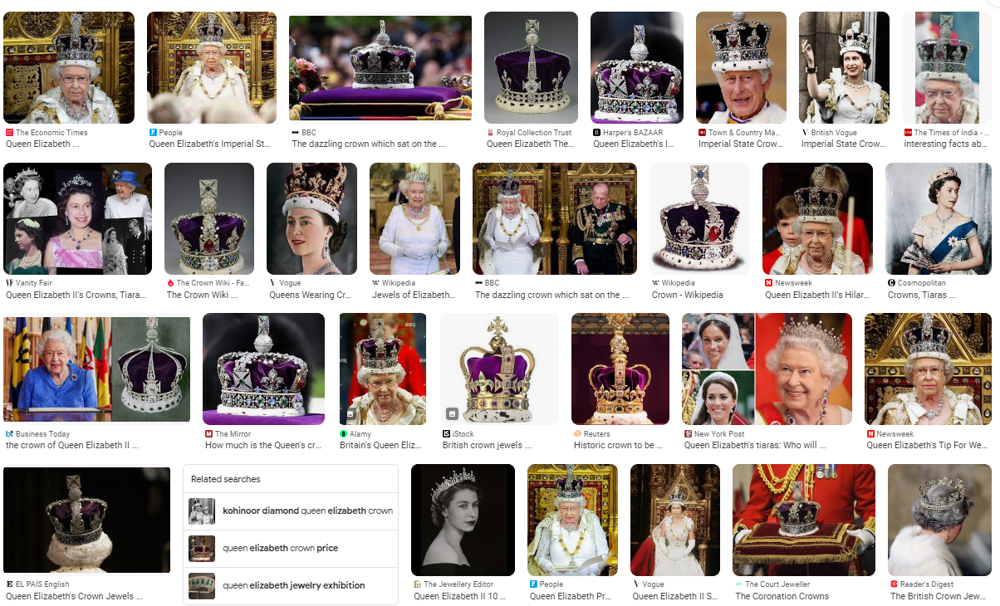 The Economic Times
Queen Elizabeth ...
People
Queen Elizabeth's Imperial St...
BBC
The dazzling crown which sat on the ...
Royal Collection Trust
Queen Elizabeth The...
Harper's BAZAAR
Queen Elizabeth's I...
Town & Country Ma...
Imperial State Crow...
British Vogue
Imperial State Crow...
The Times of India - ...
interesting facts ab...
Vanity Fair
Queen Elizabeth II's Crowns, Tiara...
The Crown Wiki - Fa...
The Crown Wiki ...
Vogue
Queens Wearing Cr...
Wikipedia
Jewels of Elizabeth...
BBC
The dazzling crown which sat on the ...
Wikipedia
Crown - Wikipedia
Newsweek
Queen Elizabeth II's Hilar...
Cosmopolitan
Crowns, Tiaras ...
Business Today
the crown of Queen Elizabeth II ...
The Mirror
How much is the Queen's cr...
Alamy
Britain's Queen Eliz...
iStock
British crown jewels ...
Reuters
Historic crown to be ...
New York Post
Queen Elizabeth's tiaras: Who will ...
Newsweek
Queen Elizabeth's Tip For We...
EL PAÍS English
Queen Elizabeth's Crown Jewels ...
Related searches
kohinoor diamond queen elizabeth crown
queen elizabeth crown price
queen elizabeth jewelry exhibition
The Jewellery Editor
Queen Elizabeth II 10 ...
People
Queen Elizabeth Pr...
Vogue
Queen Elizabeth II S...
The Court Jeweller
The Coronation Crowns
Reader's Digest
The British Crown Jew...